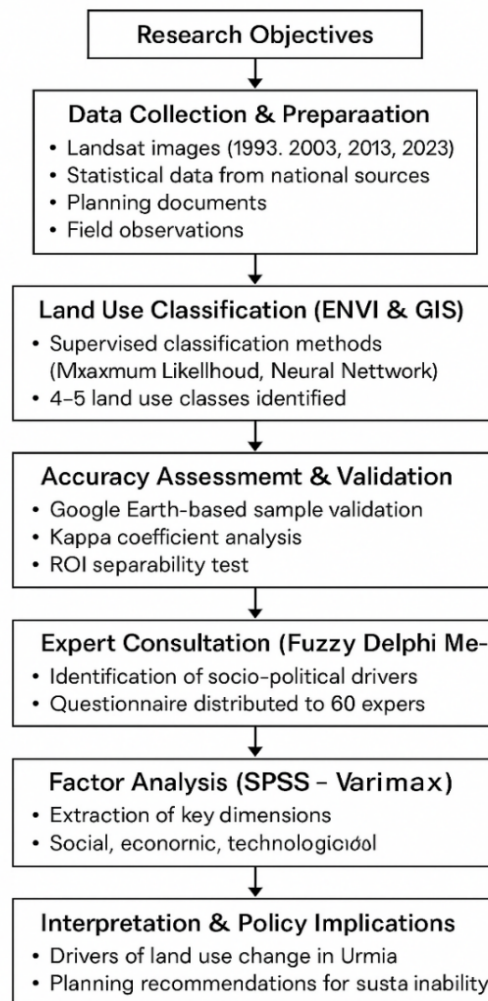 Research Objectives
Data Collection & Preparaation
• Landsat images (1993. 2003, 2013, 2023)
• Statistical data from national sources
• Planning documents
• Field observations
Land Use Classification (ENVI & GIS)
• Supervised classification methods
(Mxaxmum Likellhoud, Neural Nettwork)
• 4–5 land use classes identified
Accuracy Assessmemt & Validation
• Google Earth-based sample validation
• Kappa coefficient analysis
• ROI separability test
Expert Consultation (Fuzzy Delphi Me-
• Identification of socio-political drivers
• Questionnaire distributed to 60 expers
Factor Analysis (SPSS – Varimax)
• Extraction of key dimensions
• Social, economic,
Interpretation & Policy Implications
• Drivers of land use change in Urmia
• Planning recommendations for susta inability